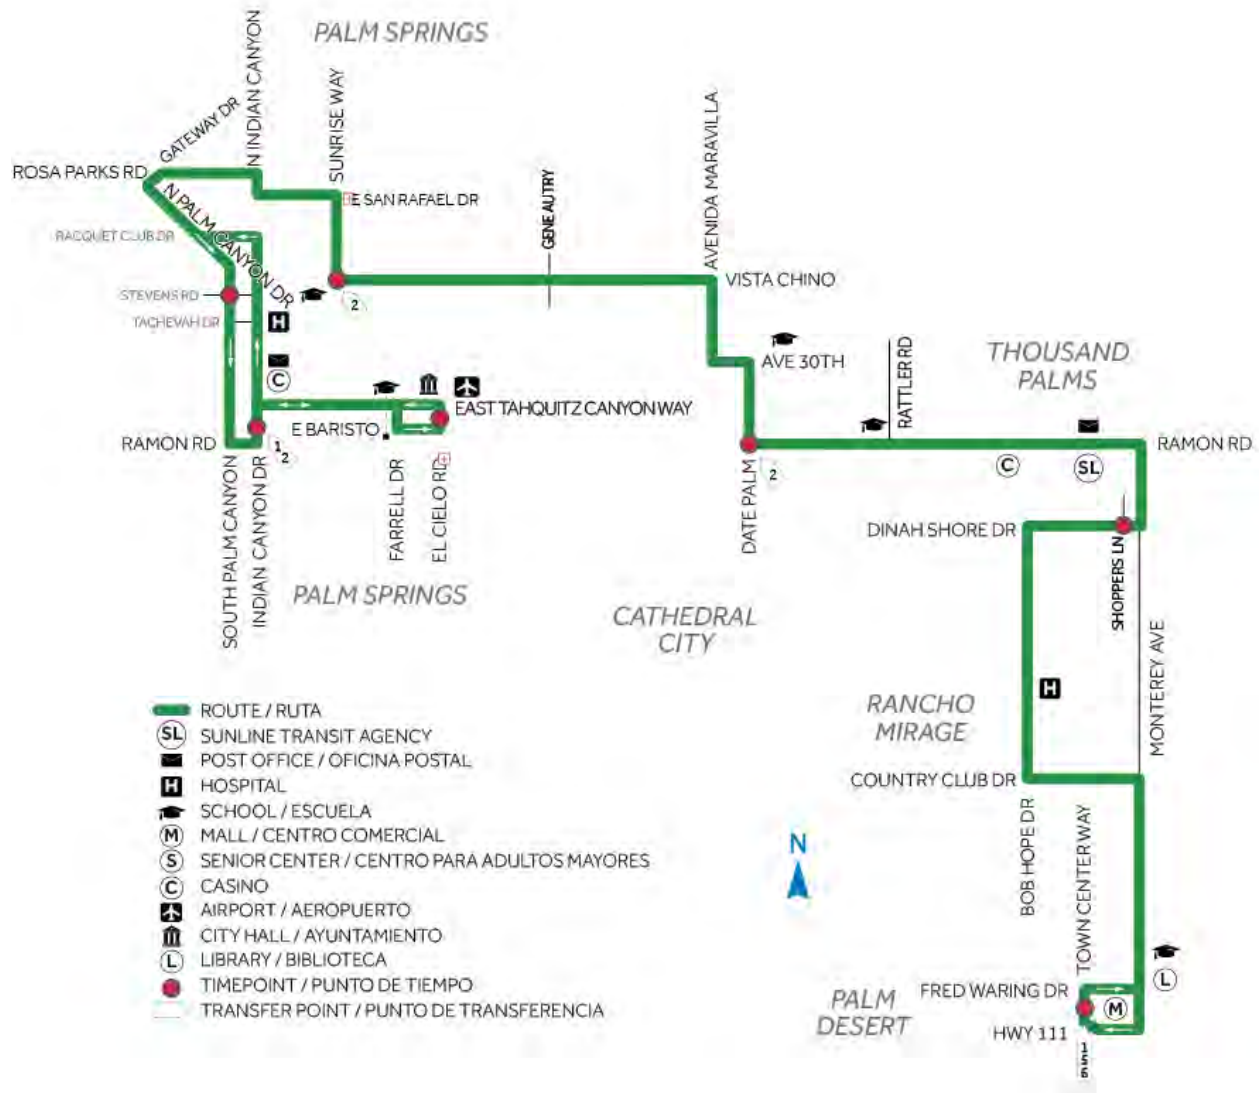 PALM SPRINGS
N INDIAN CANYON
GATEWAY DR
SUNRISE WAY
AVENIDA MARAVILLA
ROSA PARKS RD
E SAN RAFAEL DR
GENE AUTRY
N PALM CANYON DR
RACQUET CLUB DR
VISTA CHINO
STEVENS RD
2
TACHEVAH DR
H
C
AVE 30TH
RATTLER RD
THOUSAND
PALMS
EAST TAHQUITZ CANYON WAY
E BARISTO
RAMON RD
1
2
2
RAMON RD
C
SL
SOUTH PALM CANYON
INDIAN CANYON DR
FARRELL DR
EL CIELO RD
DATE PALM
DINAH SHORE DR
SHOPPERS LN
PALM SPRINGS
CATHEDRAL
CITY
MONTEREY AVE
H
RANCHO
MIRAGE
COUNTRY CLUB DR
BOB HOPE DR
TOWN CENTER WAY
N
L
FRED WARING DR
M
PALM
DESERT
HWY 111
1
5
6
ROUTE / RUTA
SL SUNLINE TRANSIT AGENCY
POST OFFICE / OFICINA POSTAL
H HOSPITAL
SCHOOL / ESCUELA
M MALL / CENTRO COMERCIAL
S SENIOR CENTER / CENTRO PARA ADULTOS MAYORES
C CASINO
AIRPORT / AEROPUERTO
CITY HALL / AYUNTAMIENTO
L LIBRARY / BIBLIOTECA
TIMEPOINT / PUNTO DE TIEMPO
TRANSFER POINT / PUNTO DE TRANSFERENCIA